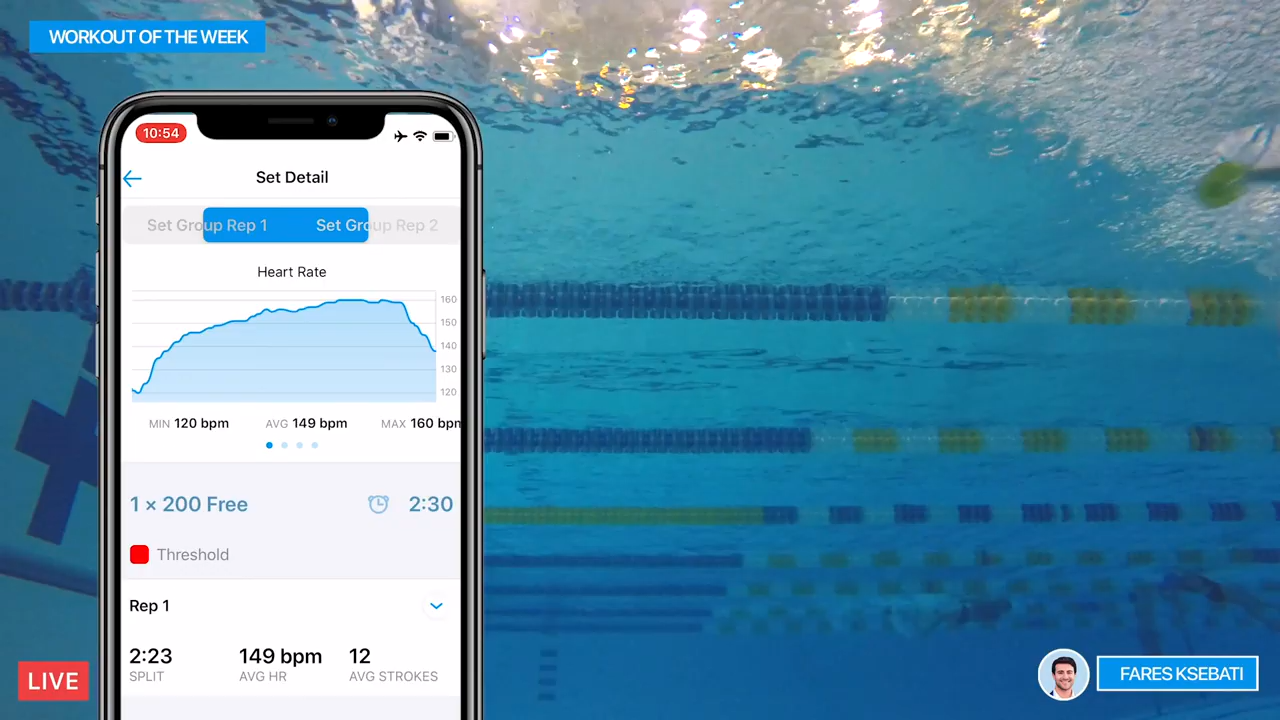 WORKOUT OF THE WEEK
10:54
Set Detail
Set Group Rep 1 Set Group Rep 2
Heart Rate
160
150
140
130
120
MIN 120 bpm AVG 149 bpm MAX 160 bpm
1 × 200 Free 2:30
Threshold
Rep 1
2:23 149 bpm 12
SPLIT AVG HR AVG STROKES
LIVE
FARES KSEBATI